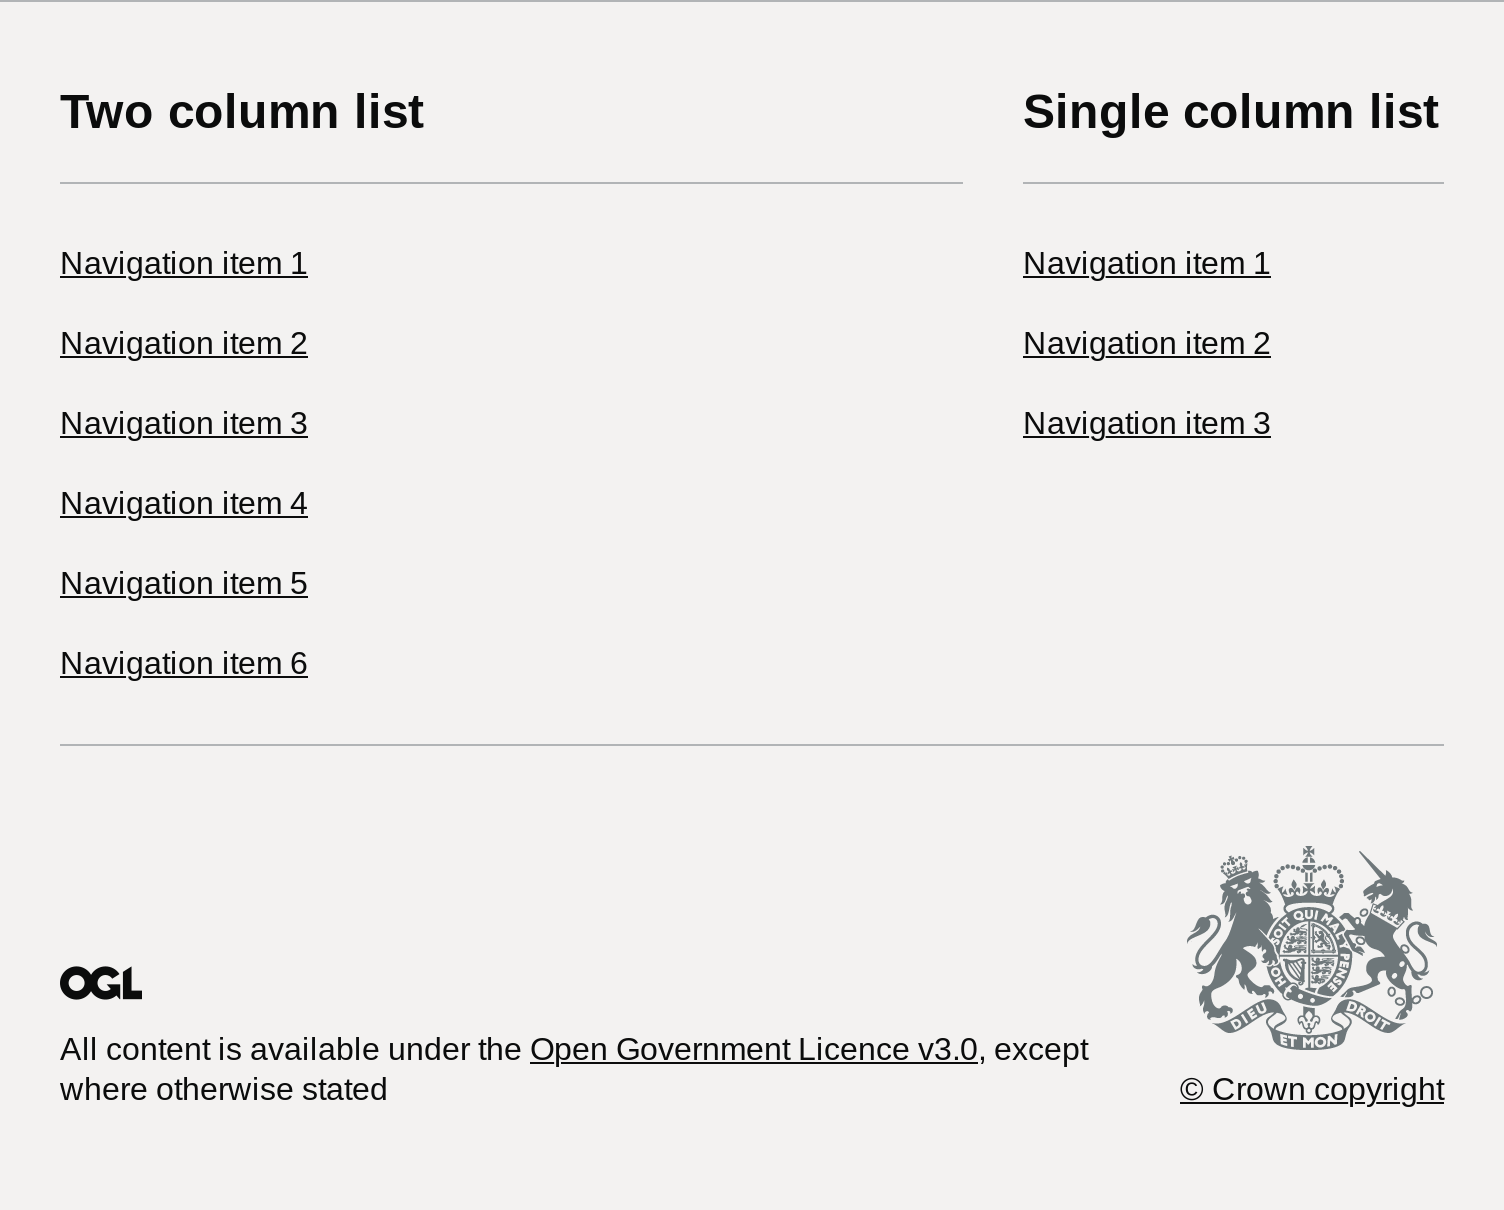 Two column list
Navigation item 1
Navigation item 2
Navigation item 3
Navigation item 4
Navigation item 5
Navigation item 6
Single column list
Navigation item 1
Navigation item 2
Navigation item 3
OGL
All content is available under the Open Government Licence v3.0, except
where otherwise stated
SOIT QUI MAL
PENSE
HON
DIEU
ET MON
DROIT
© Crown copyright